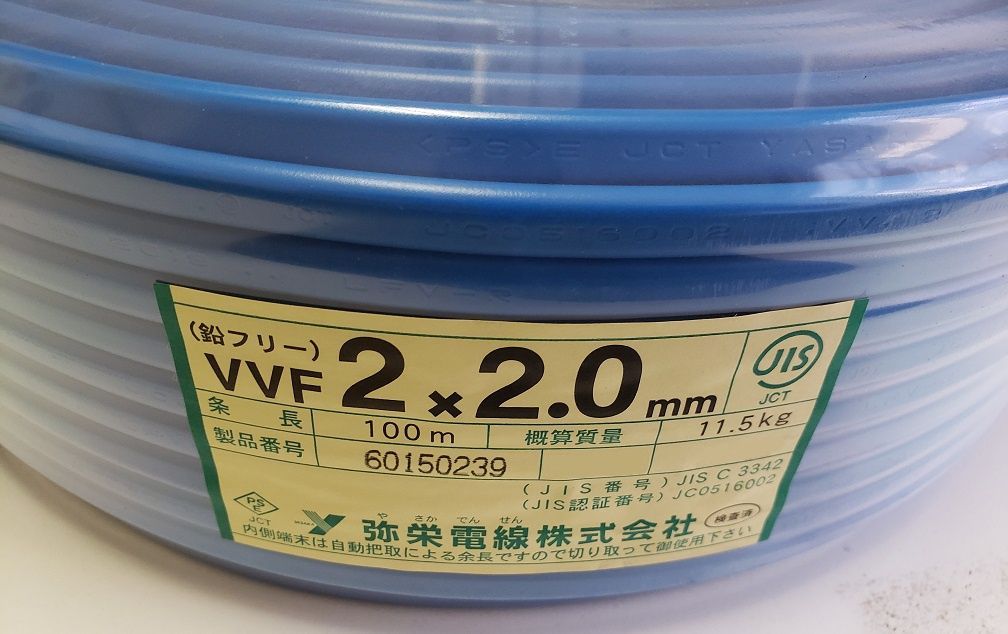 <PS>E JCT YASA
JC0516002 VVF
(鉛フリー)
VVF 2×2.0mm
JIS
JCT
条長 100m 概算質量 11.5kg
製品番号 60150239
(JIS番号) JIS C 3342
(JIS認証番号) JC0516002
PS
E
JCT
やさかでんせん
弥栄電線株式会社
検査済
内側端末は自動把取による余長ですので切り取って御使用下さい